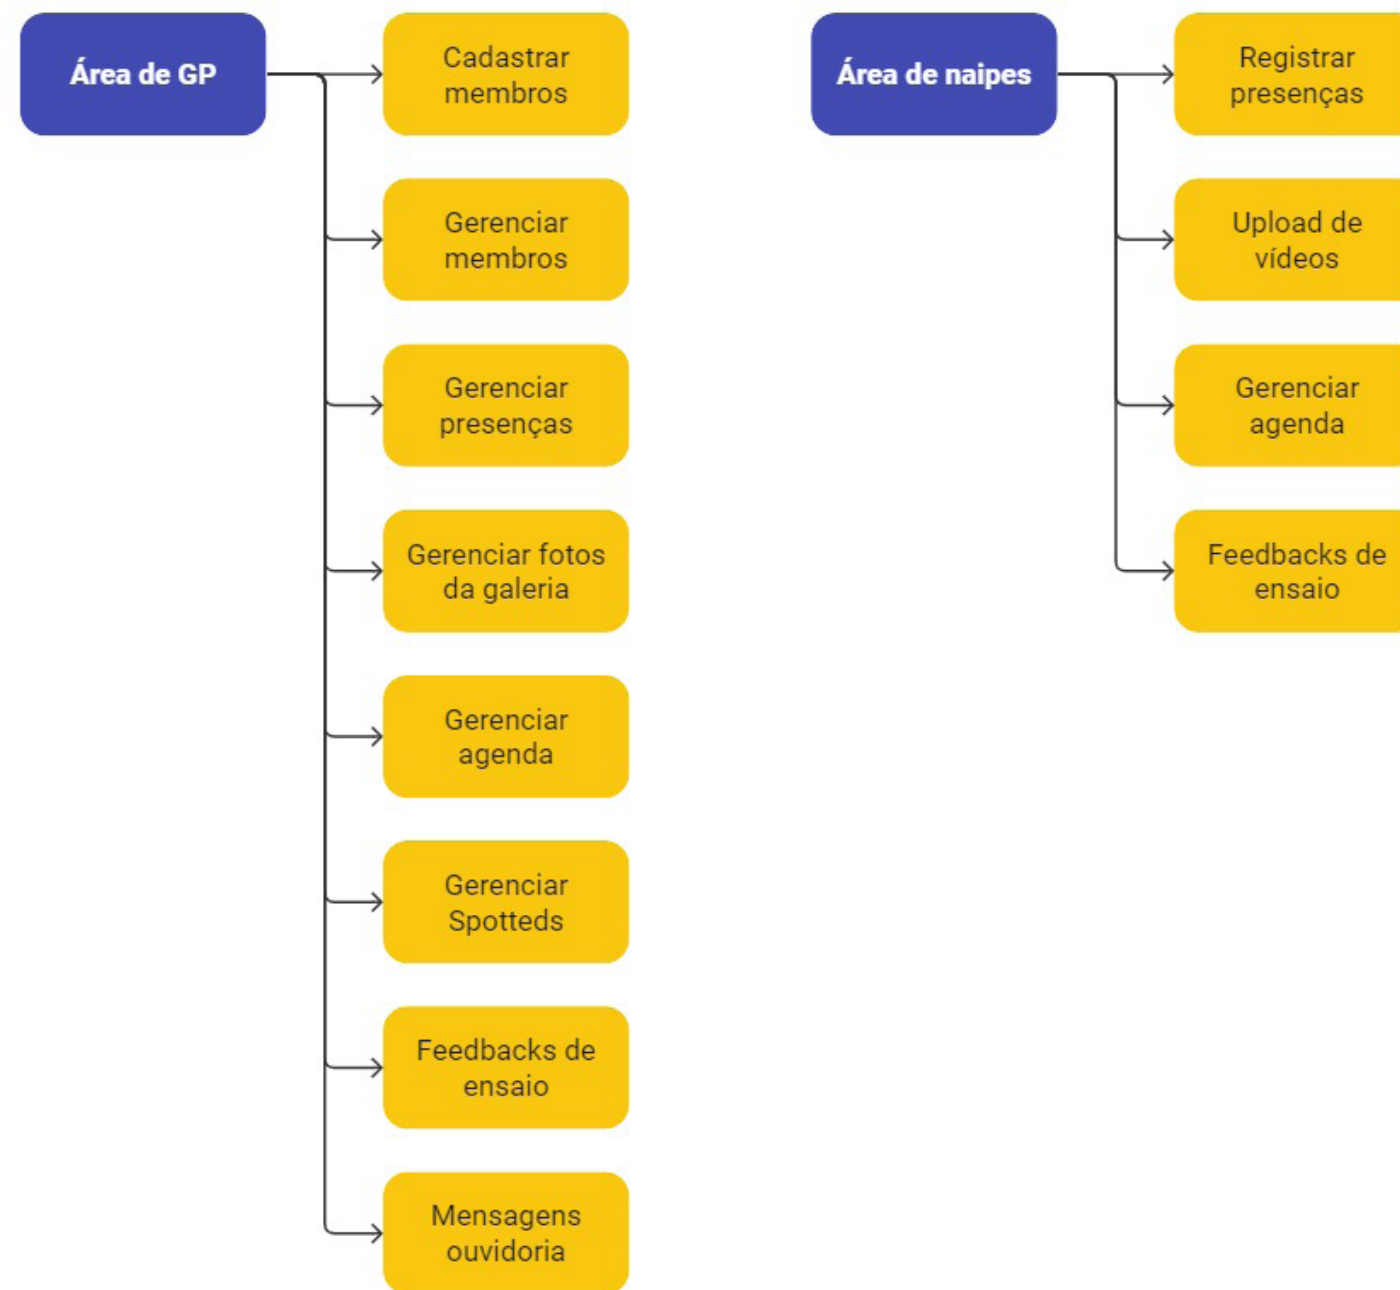 Área de GP
Cadastrar
membros
Gerenciar
membros
Gerenciar
presenças
Gerenciar fotos
da galeria
Gerenciar
agenda
Gerenciar
Spotteds
Feedbacks de
ensaio
Mensagens
ouvidoria
Área de naipes
Registrar
presenças
Upload de
vídeos
Gerenciar
agenda
Feedbacks de
ensaio